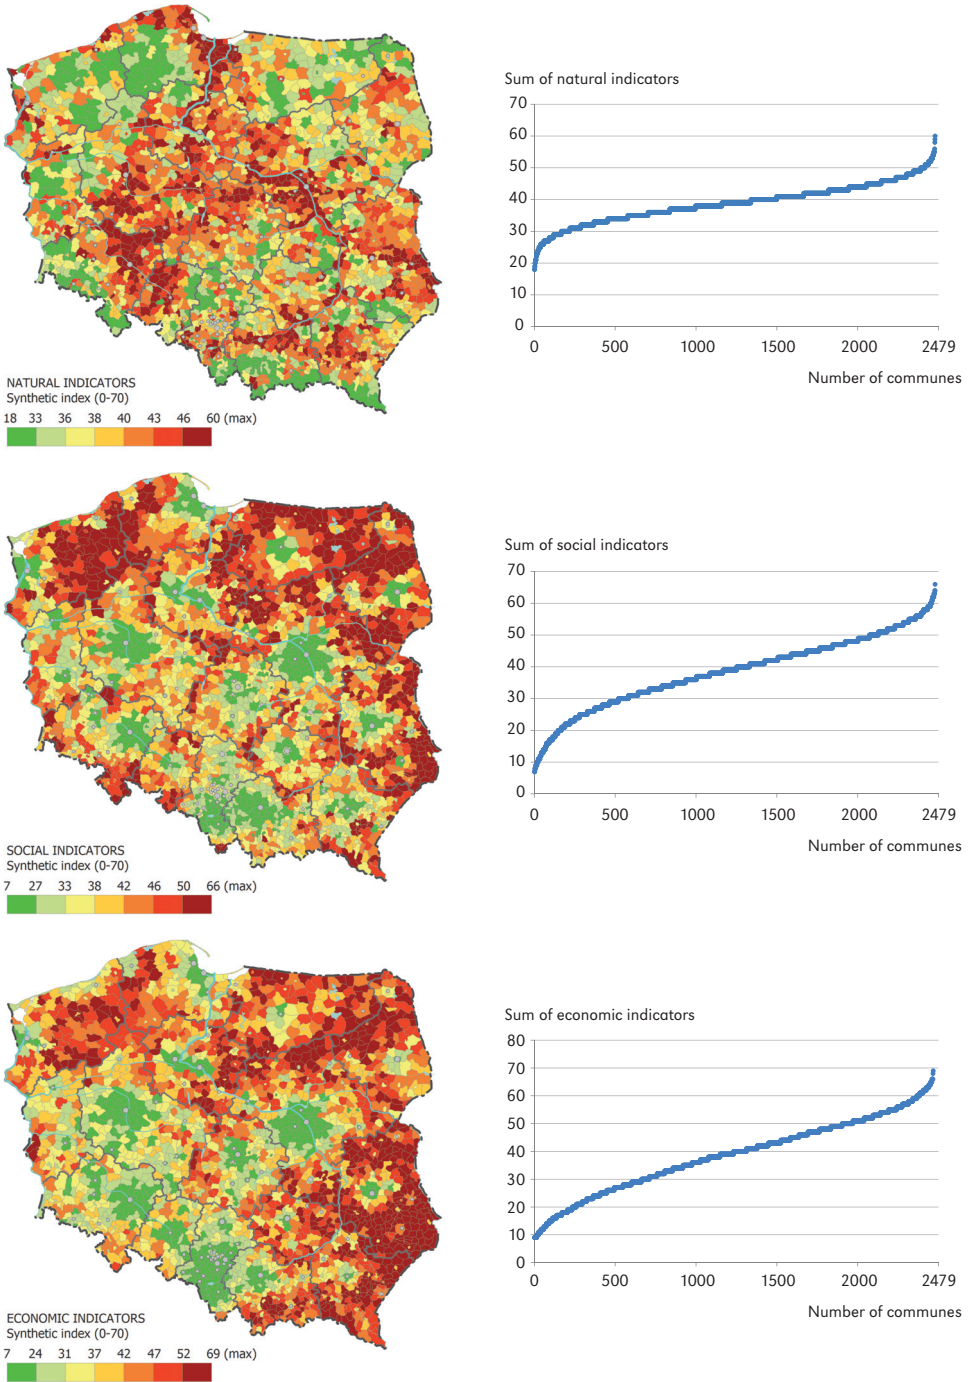 Sum of natural indicators
70
60
50
40
30
20
10
0
0 500 1000 1500 2000 2479
Number of communes
NATURAL INDICATORS
Synthetic index (0-70)
18 33 36 38 40 43 46 60 (max)
Sum of social indicators
70
60
50
40
30
20
10
0
0 500 1000 1500 2000 2479
Number of communes
SOCIAL INDICATORS
Synthetic index (0-70)
7 27 33 38 42 46 50 66 (max)
Sum of economic indicators
80
70
60
50
40
30
20
10
0
0 500 1000 1500 2000 2479
Number of communes
ECONOMIC INDICATORS
Synthetic index (0-70)
7 24 31 37 42 47 52 69 (max)